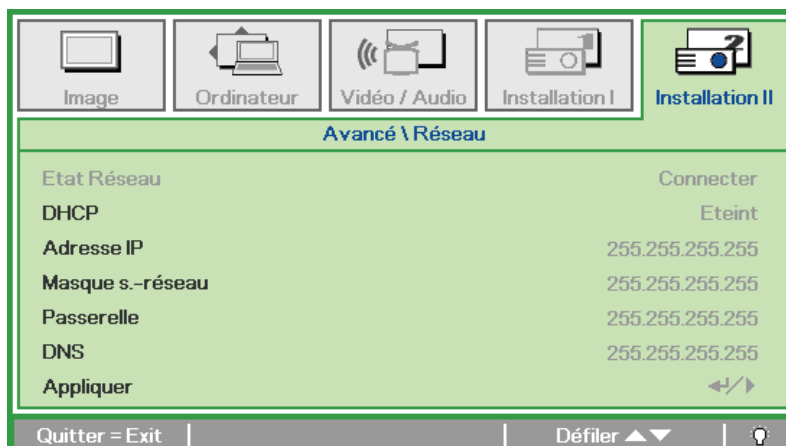 Image Ordinateur Vidéo / Audio Installation I Installation II
Avancé \ Réseau
Etat Réseau Connecter
DHCP Eteint
Adresse IP 255.255.255.255
Masque s.-réseau 255.255.255.255
Passerelle 255.255.255.255
DNS 255.255.255.255
Appliquer
Quitter = Exit Défiler